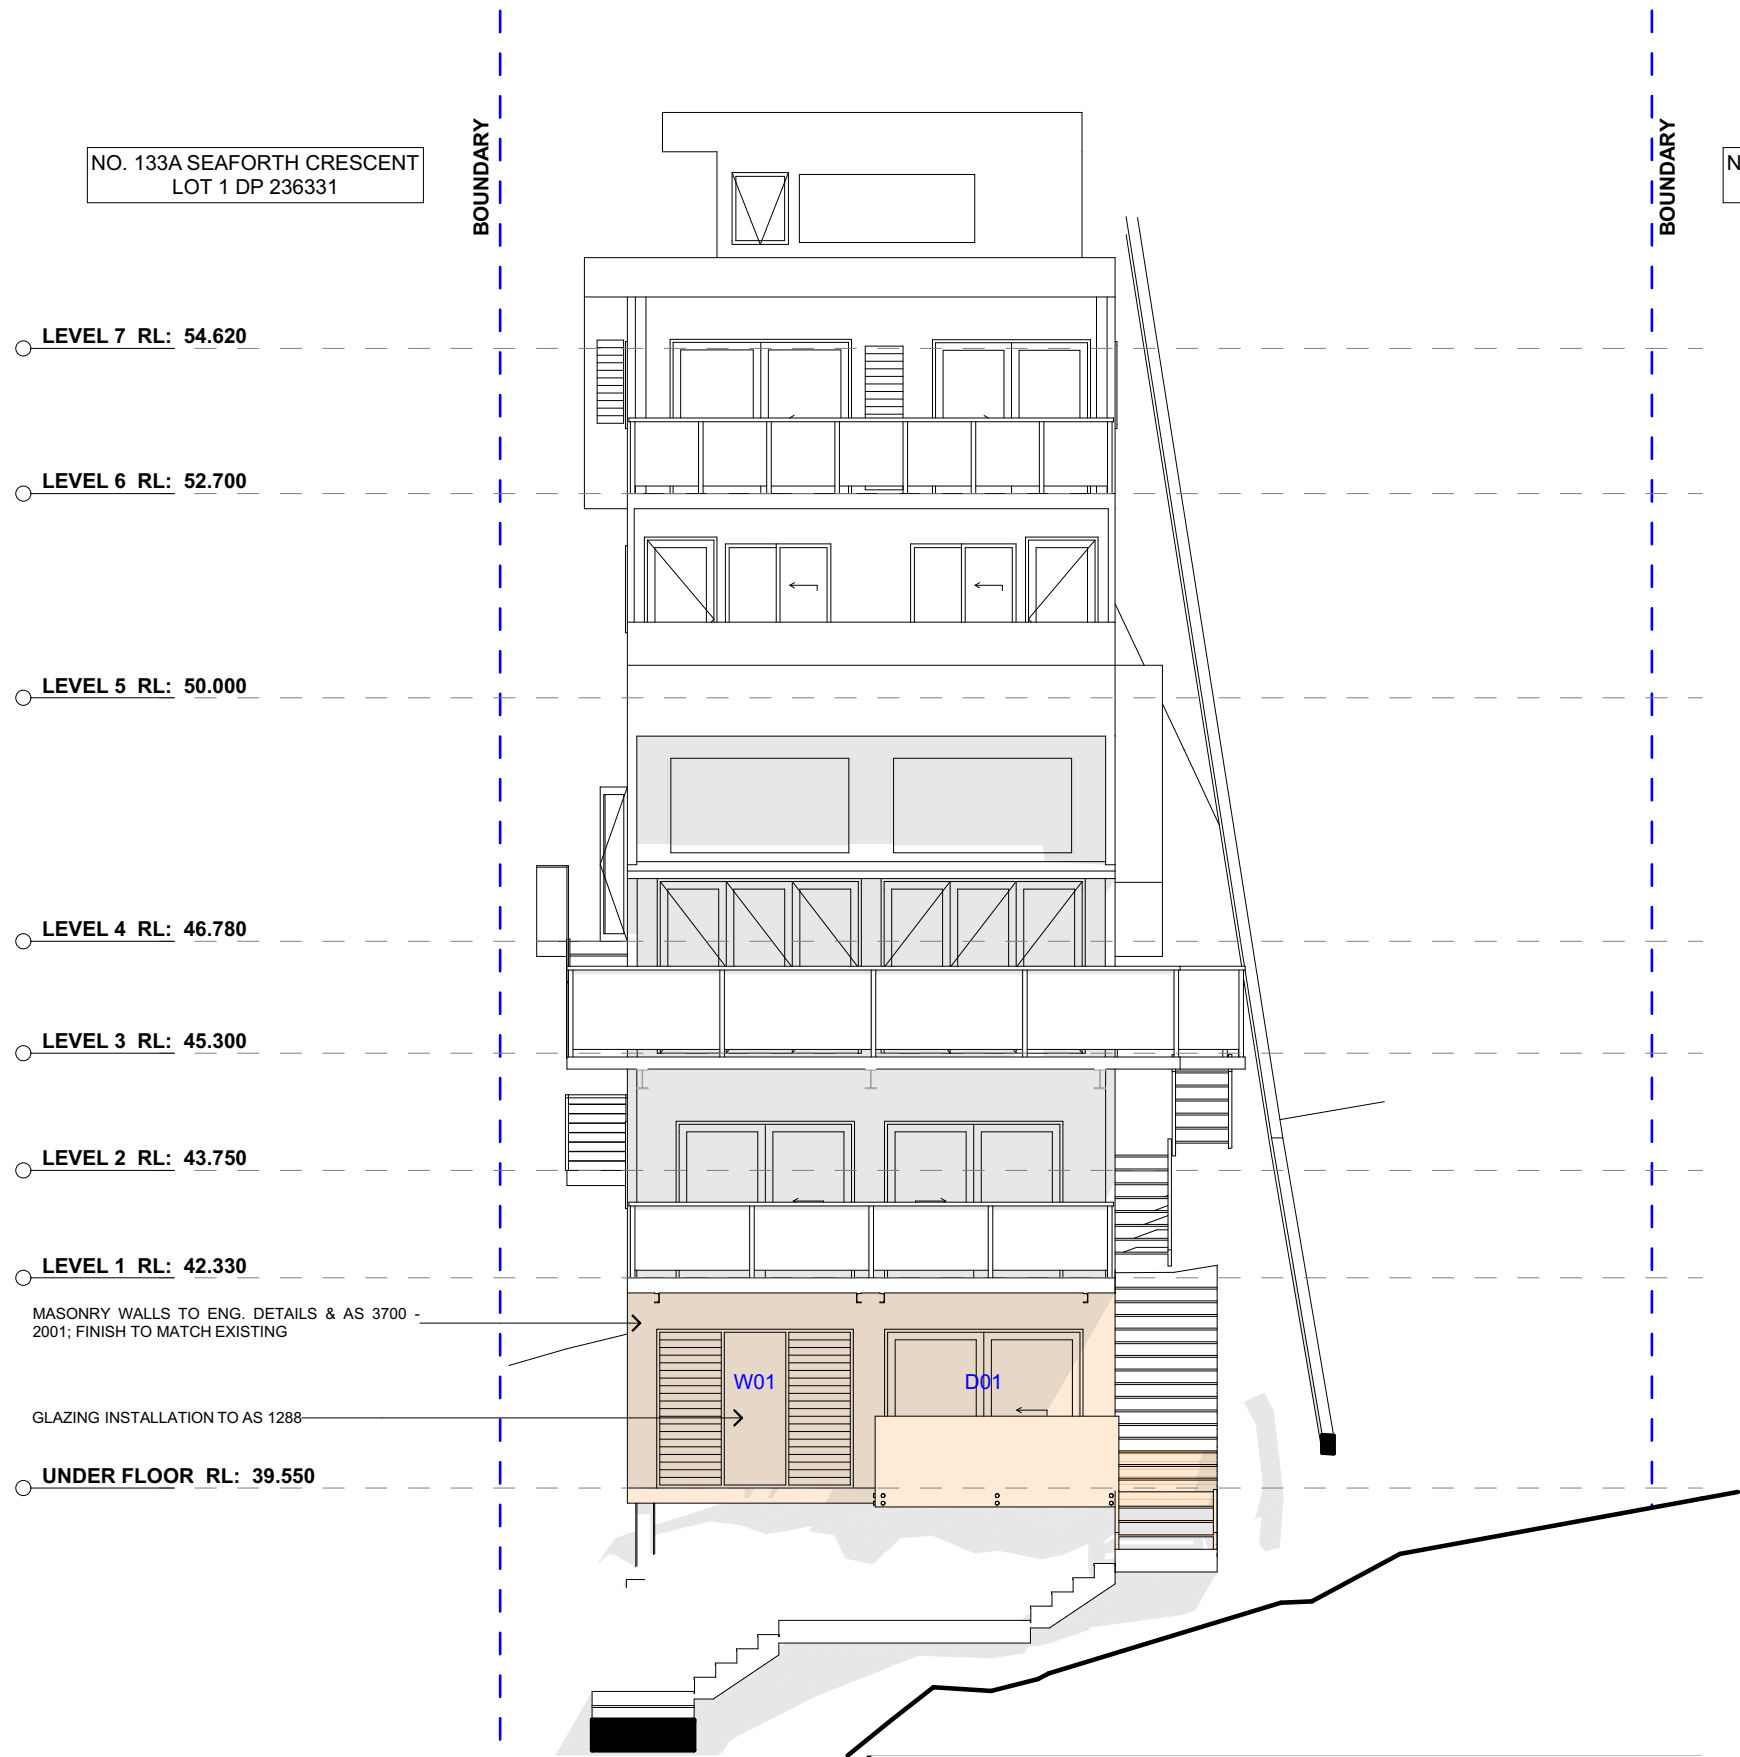 BOUNDARY
BOUNDARY
NO. 133A SEAFORTH CRESCENT
LOT 1 DP 236331
N
LEVEL 7 RL: 54.620
LEVEL 6 RL: 52.700
LEVEL 5 RL: 50.000
LEVEL 4 RL: 46.780
LEVEL 3 RL: 45.300
LEVEL 2 RL: 43.750
LEVEL 1 RL: 42.330
MASONRY WALLS TO ENG. DETAILS & AS 3700 -
2001; FINISH TO MATCH EXISTING
W01
D01
GLAZING INSTALLATION TO AS 1288
UNDER FLOOR RL: 39.550